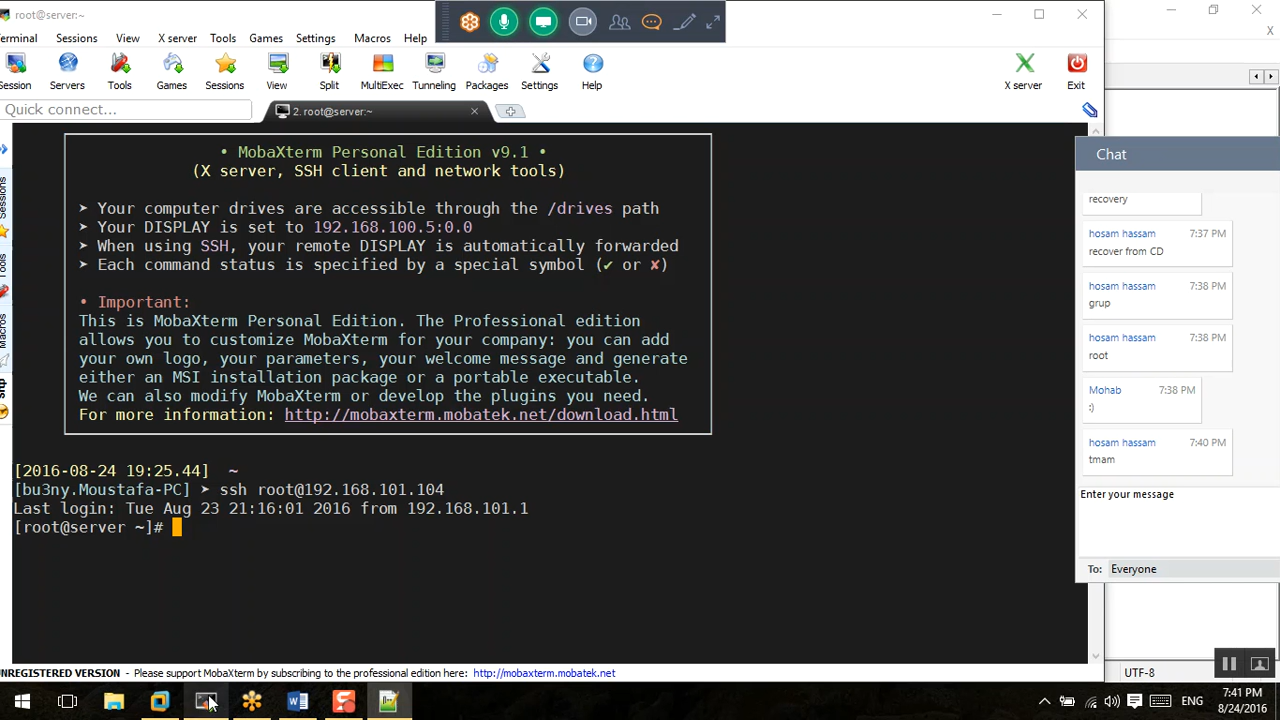 root@server:~
Terminal Sessions View X server Tools Games Settings Macros Help
Session Servers Tools Games Sessions View Split MultiExec Tunneling Packages Settings Help X server Exit
Quick connect...
2. root@server:~
• MobaXterm Personal Edition v9.1 •
(X server, SSH client and network tools)
➤ Your computer drives are accessible through the /drives path
➤ Your DISPLAY is set to 192.168.100.5:0.0
➤ When using SSH, your remote DISPLAY is automatically forwarded
➤ Each command status is specified by a special symbol (✔ or ✘)
• Important:
This is MobaXterm Personal Edition. The Professional edition
allows you to customize MobaXterm for your company: you can add
your own logo, your parameters, your welcome message and generate
either an MSI installation package or a portable executable.
We can also modify MobaXterm or develop the plugins you need.
For more information: http://mobaxterm.mobatek.net/download.html
[2016-08-24 19:25.44] ~
[bu3ny.Moustafa-PC] ➤ ssh root@192.168.101.104
Last login: Tue Aug 23 21:16:01 2016 from 192.168.101.1
[root@server ~]#
Sessions
Tools
Macros
Sftp
Chat
recovery
hosam hassam 7:37 PM
recover from CD
hosam hassam 7:38 PM
grup
hosam hassam 7:38 PM
root
Mohab 7:38 PM
:)
hosam hassam 7:40 PM
tmam
Enter your message
To: Everyone
UNREGISTERED VERSION - Please support MobaXterm by subscribing to the professional edition here: http://mobaxterm.mobatek.net
UTF-8
ENG
7:41 PM
8/24/2016